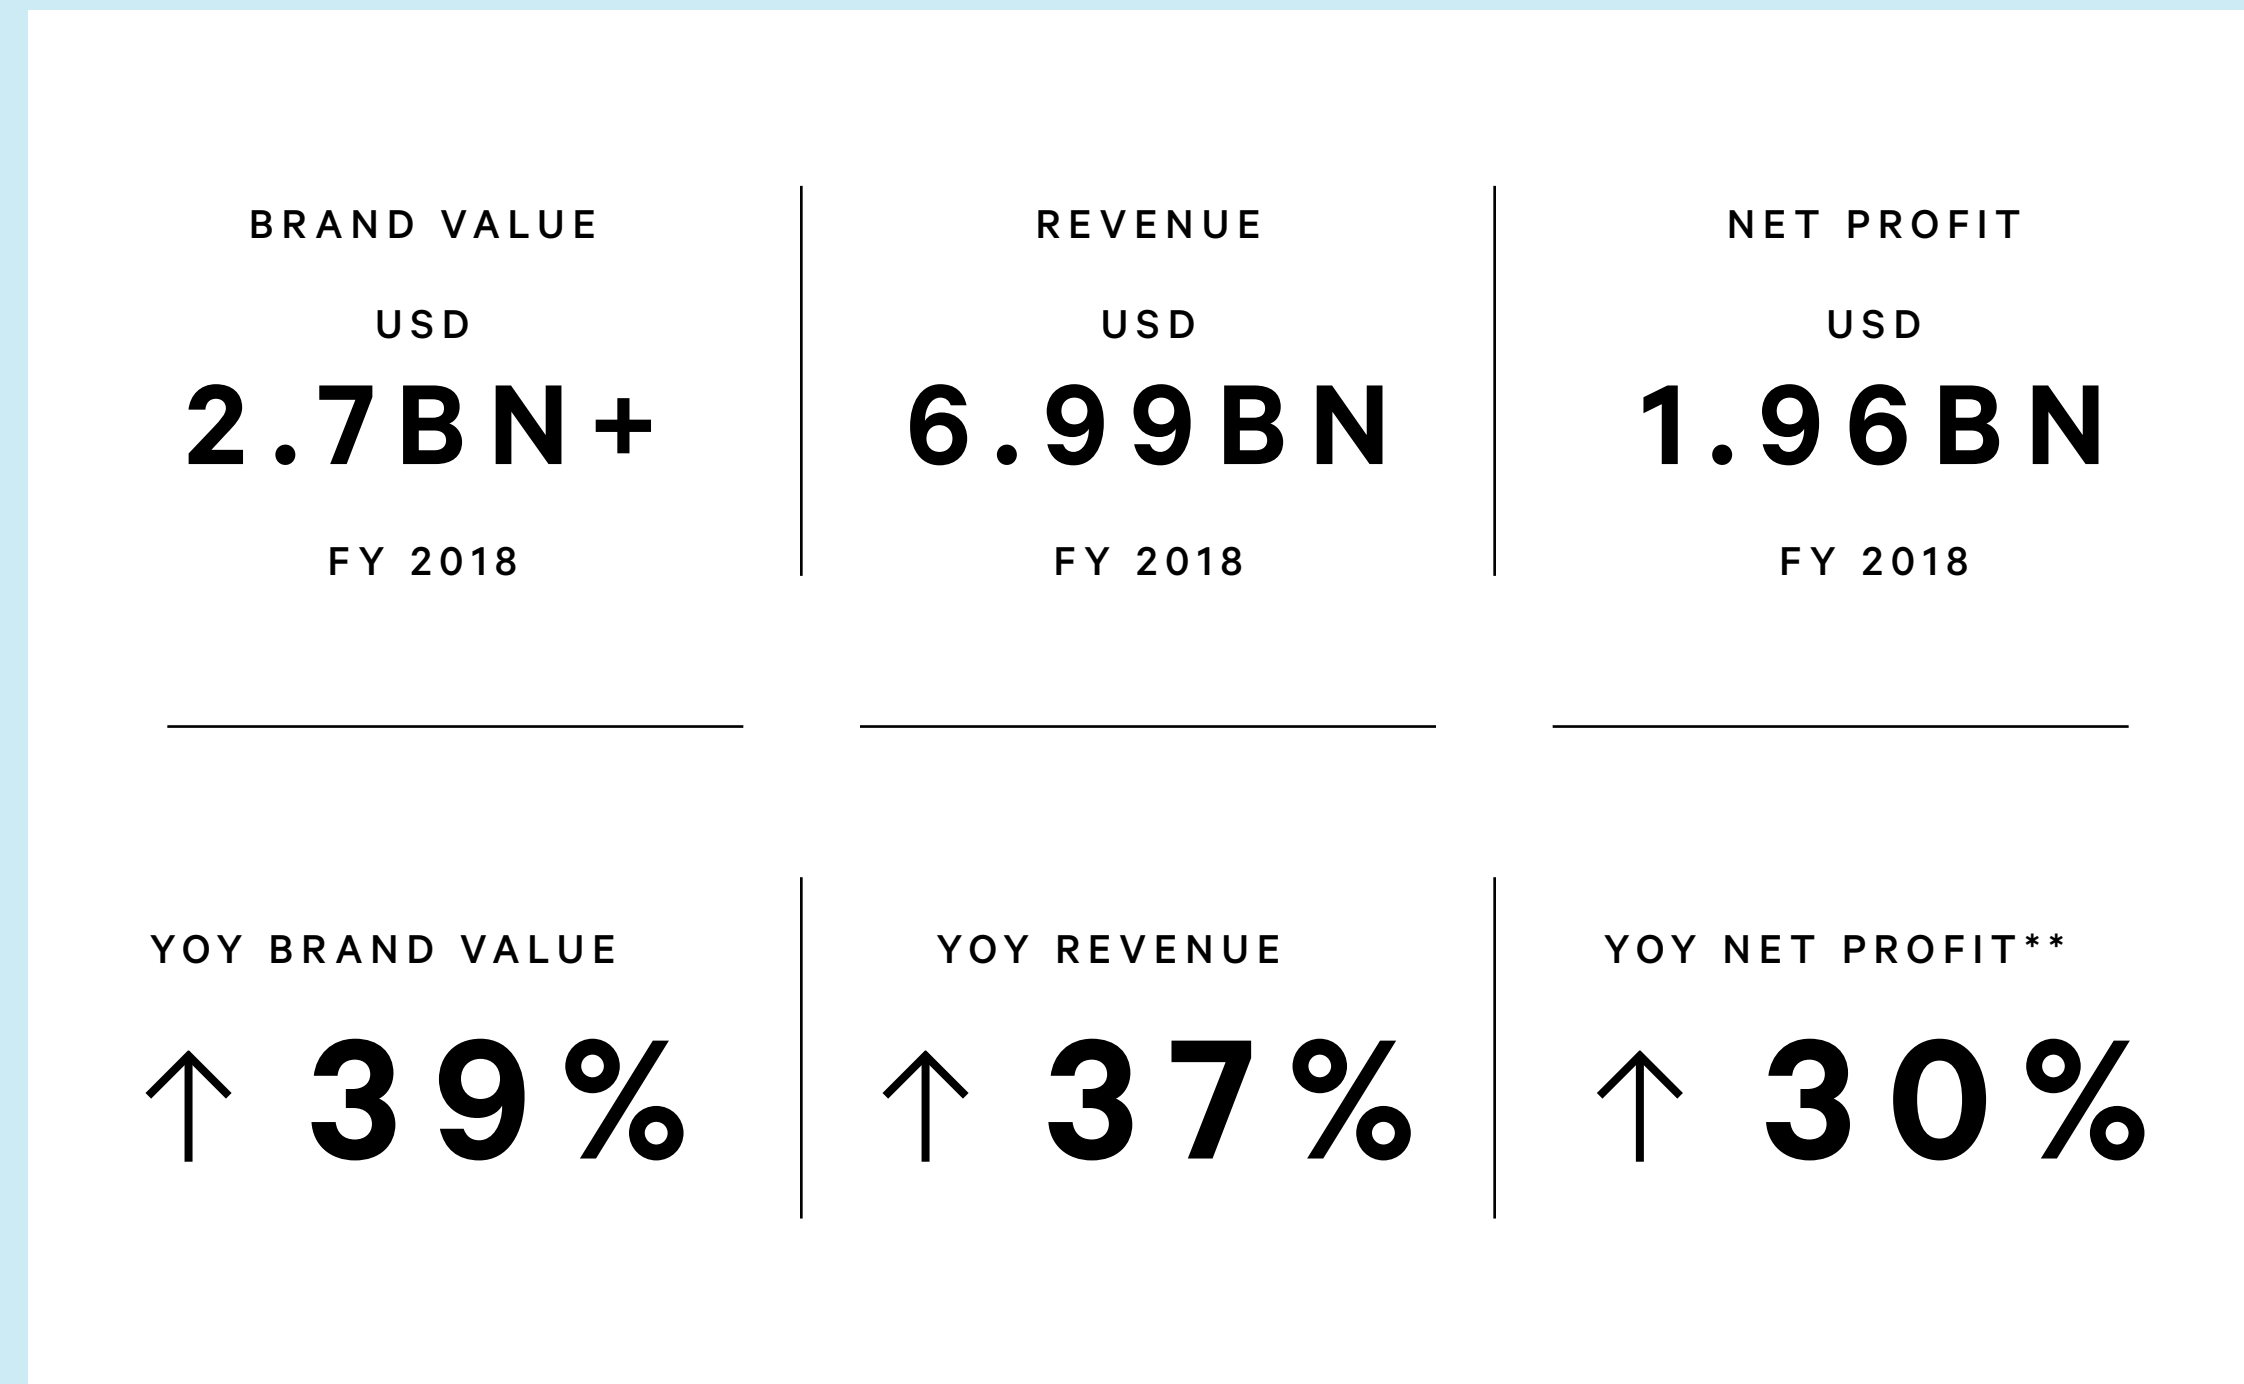 BRAND VALUE
USD
2.7BN+
FY 2018
REVENUE
USD
6.99BN
FY 2018
NET PROFIT
USD
1.96BN
FY 2018
YOY BRAND VALUE
↑ 39%
YOY REVENUE
↑ 37%
YOY NET PROFIT**
↑ 30%